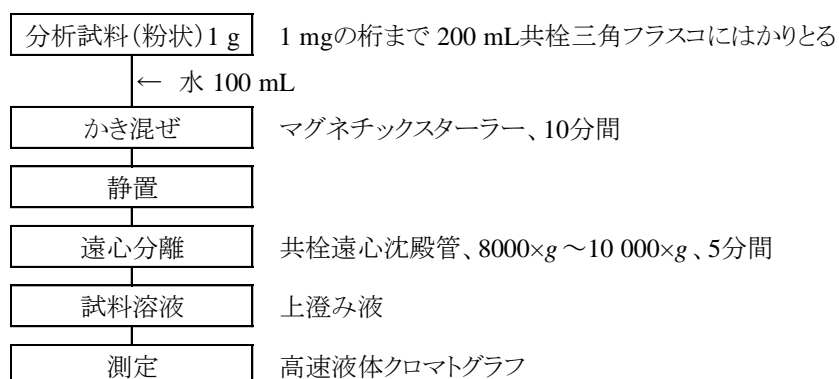 分析試料(粉状)1 g 1 mgの桁まで 200 mL共栓三角フラスコにはかりとる
← 水 100 mL
かき混ぜ マグネチックスターラー、10分間
静置
遠心分離 共栓遠心沈殿管、8000×g～10 000×g、5分間
試料溶液 上澄み液
測定 高速液体クロマトグラフ